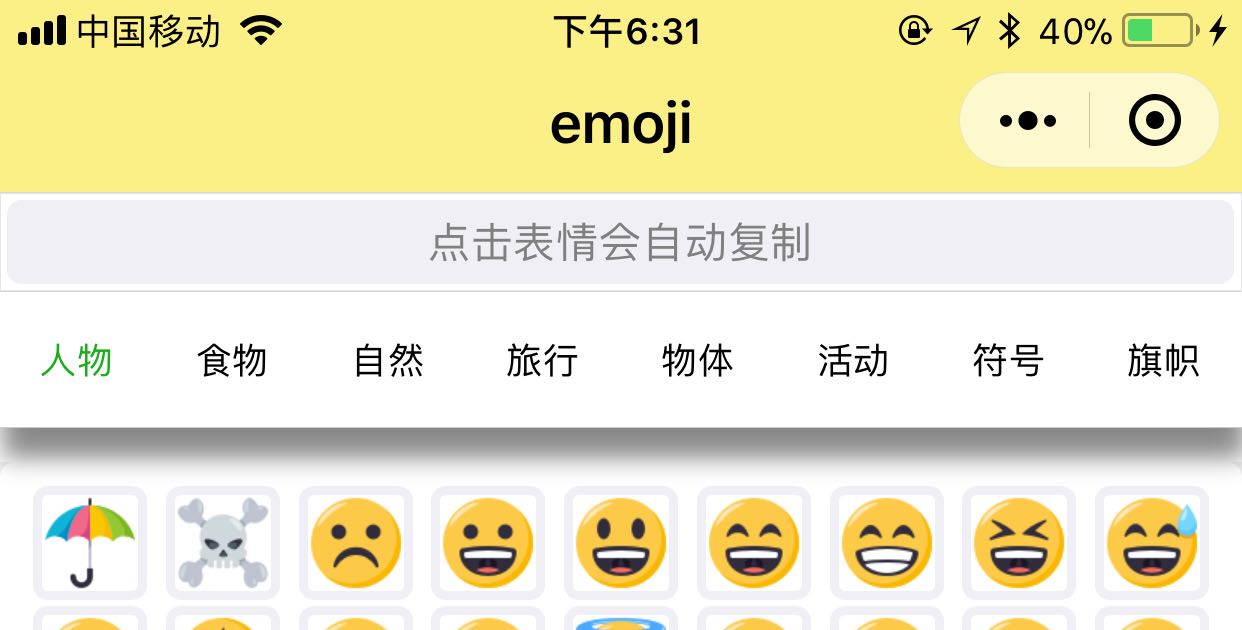 中国移动 下午6:31 40%
emoji
点击表情会自动复制
人物 食物 自然 旅行 物体 活动 符号 旗帜